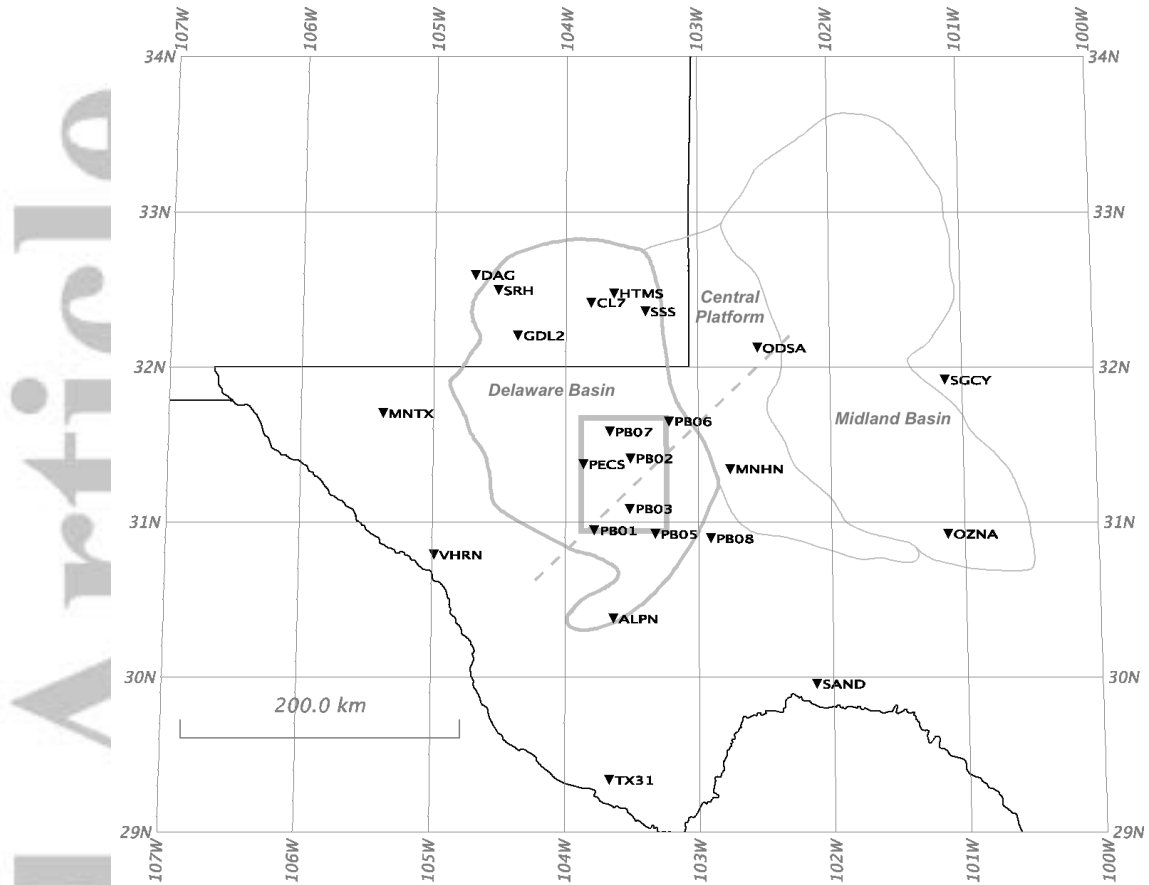 107W
106W
105W
104W
103W
102W
101W
100W
34N
34N
33N
33N
DAG
SRH
HTMS
CL7
SSS
Central
Platform
GDL2
ODSA
32N
32N
SGCY
Delaware Basin
MNTX
Midland Basin
PB06
PB07
PB02
PECS
MNHN
PB03
31N
31N
PB01
PB05
PB08
OZNA
VHRN
ALPN
30N
30N
SAND
200.0 km
TX31
29N
29N
107W
106W
105W
104W
103W
102W
101W
100W
Article